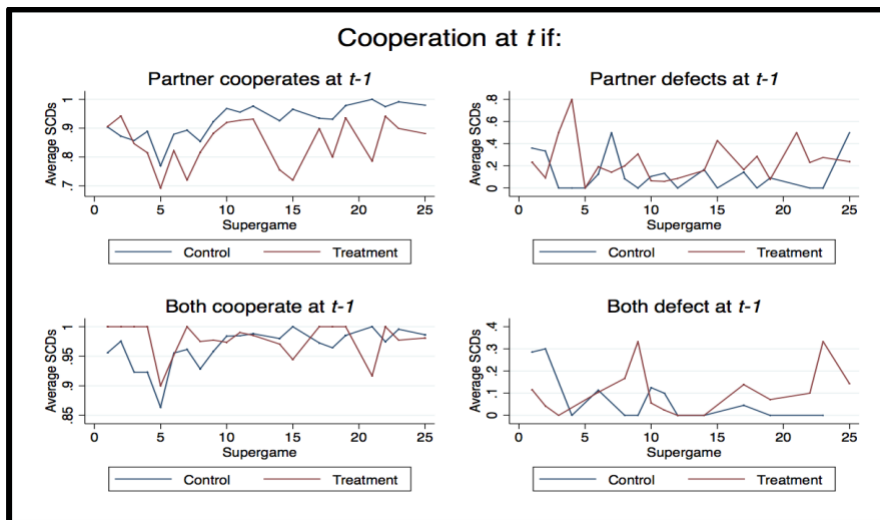 Cooperation at t if:
Partner cooperates at t-1
Average SCDs
.7 .8 .9 1
0 5 10 15 20 25
Supergame
Control Treatment
Partner defects at t-1
Average SCDs
0 .2 .4 .6 .8
0 5 10 15 20 25
Supergame
Control Treatment
Both cooperate at t-1
Average SCDs
.85 .9 .95 1
0 5 10 15 20 25
Supergame
Control Treatment
Both defect at t-1
Average SCDs
0 .1 .2 .3 .4
0 5 10 15 20 25
Supergame
Control Treatment